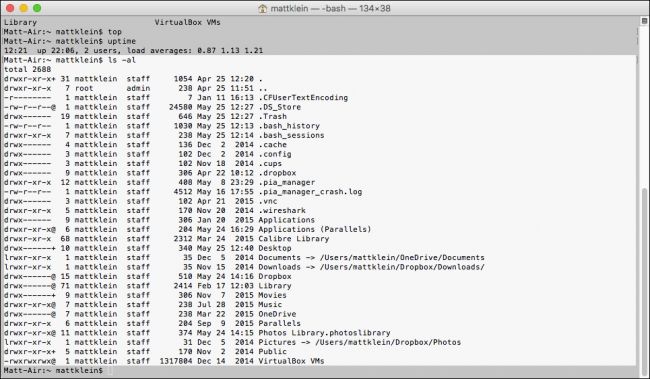 mattklein — -bash — 134×38
Library VirtualBox VMs
Matt-Air:~ mattklein$ top
Matt-Air:~ mattklein$ uptime
12:21 up 22:06, 2 users, load averages: 0.87 1.13 1.21
Matt-Air:~ mattklein$ ls -al
total 2688
drwxr-xr-x+ 31 mattklein staff 1054 Apr 25 12:20 .
drwxr-xr-x 7 root admin 238 Apr 25 11:51 ..
-r-------- 1 mattklein staff 7 Jan 11 16:13 .CFUserTextEncoding
-rw-r--r--@ 1 mattklein staff 24580 May 25 12:27 .DS_Store
drwx------ 19 mattklein staff 646 May 25 12:27 .Trash
-rw-r--r-- 1 mattklein staff 1030 May 25 12:13 .bash_history
drwxr-xr-x 7 mattklein staff 238 May 25 12:14 .bash_sessions
drwx------ 4 mattklein staff 136 Dec 2 2014 .cache
drwx------ 3 mattklein staff 102 Dec 2 2014 .config
drwxr-xr-x 3 mattklein staff 102 Nov 18 2014 .cups
drwx------ 9 mattklein staff 306 Apr 22 10:12 .dropbox
drwxr-xr-x 12 mattklein staff 408 May 8 23:29 .pia_manager
-rw-r--r-- 1 mattklein staff 4512 May 16 17:55 .pia_manager_crash.log
drwx------ 3 mattklein staff 102 Apr 21 2015 .vnc
drwxr-xr-x 5 mattklein staff 170 Nov 20 2014 .wireshark
drwx------ 9 mattklein staff 306 Jan 20 2015 Applications
drwxr-xr-x@ 6 mattklein staff 204 May 24 16:29 Applications (Parallels)
drwxr-xr-x 68 mattklein staff 2312 Mar 24 2015 Calibre Library
drwx------+ 10 mattklein staff 340 May 25 12:40 Desktop
lrwxr-xr-x 1 mattklein staff 35 Dec 5 2014 Documents -> /Users/mattklein/OneDrive/Documents
lrwxr-xr-x 1 mattklein staff 35 Nov 15 2014 Downloads -> /Users/mattklein/Dropbox/Downloads/
drwx------@ 15 mattklein staff 510 May 24 14:16 Dropbox
drwx------@ 71 mattklein staff 2414 Feb 17 12:03 Library
drwx------+ 9 mattklein staff 306 Nov 7 2015 Movies
drwxr-xr-x 7 mattklein staff 238 Jul 28 2015 Music
drwx------@ 7 mattklein staff 238 Mar 22 2015 OneDrive
drwxr-xr-x 6 mattklein staff 204 Sep 9 2015 Parallels
drwxr-xr-x@ 11 mattklein staff 374 May 24 14:15 Photos Library.photoslibrary
lrwxr-xr-x 1 mattklein staff 31 Dec 5 2014 Pictures -> /Users/mattklein/Dropbox/Photos
drwxr-xr-x+ 5 mattklein staff 170 Nov 2 2014 Public
-rwxrwxrwx@ 1 mattklein staff 1317804 Dec 14 2014 VirtualBox VMs
Matt-Air:~ mattklein$